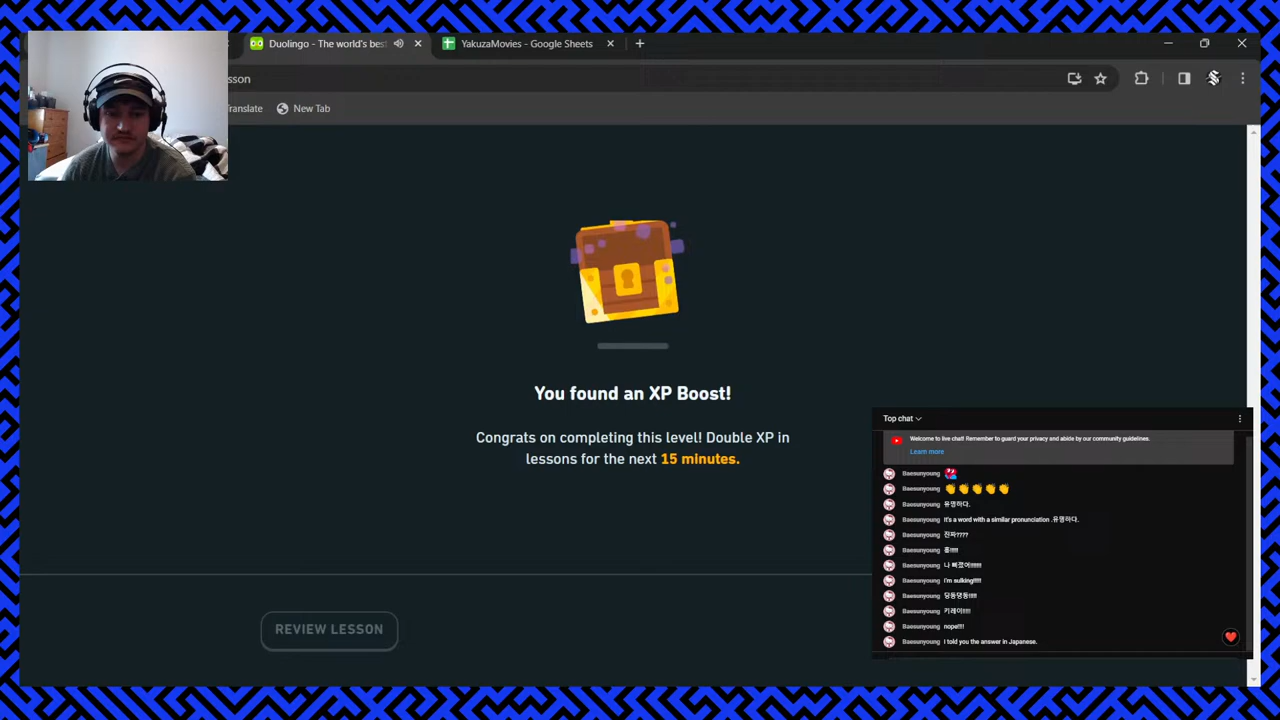 Duolingo - The world's bes
YakuzaMovies - Google Sheets
sson
Translate
New Tab
You found an XP Boost!
Congrats on completing this level! Double XP in
lessons for the next 15 minutes.
REVIEW LESSON
Top chat
Welcome to live chat! Remember to guard your privacy and abide by our community guidelines.
Learn more
Baesunyoung
Baesunyoung
Baesunyoung 유명하다.
Baesunyoung It's a word with a similar pronunciation .유명하다.
Baesunyoung 진짜????
Baesunyoung 흥!!!!!
Baesunyoung 나 삐졌어!!!!!!!
Baesunyoung I'm sulking!!!!!
Baesunyoung 딩동댕동!!!!!
Baesunyoung 키레이!!!!!
Baesunyoung nope!!!!
Baesunyoung I told you the answer in Japanese.